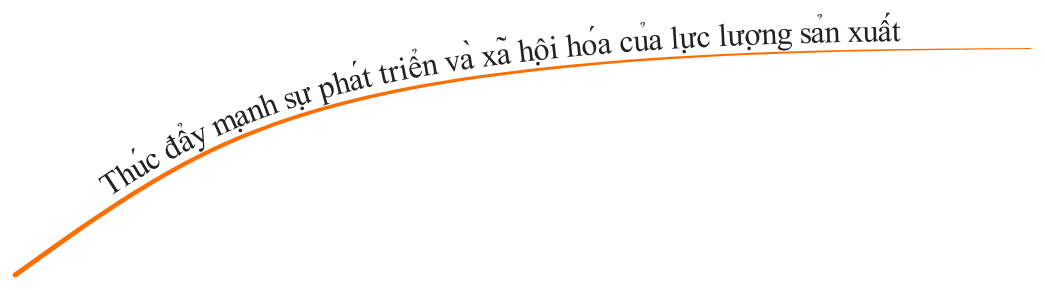 Thúc đẩy mạnh sự phát triển và xã hội hóa của lực lượng sản xuất